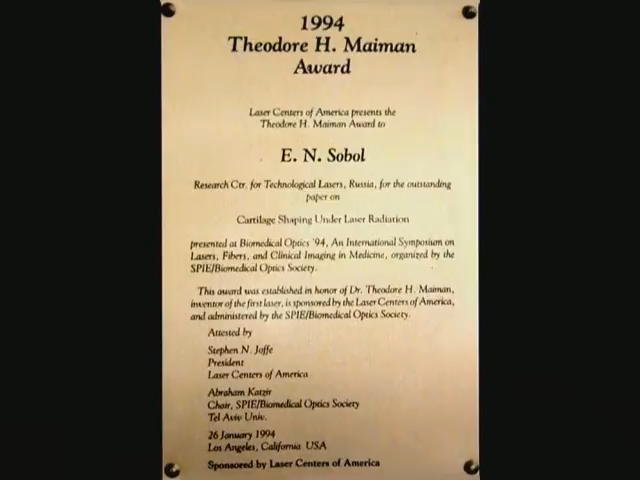 1994
Theodore H. Maiman
Award
Laser Centers of America presents the
Theodore H. Maiman Award to
E. N. Sobol
Research Ctr. for Technological Lasers, Russia, for the outstanding
paper on
Cartilage Shaping Under Laser Radiation
presented at Biomedical Optics '94, An International Symposium on
Lasers, Fibers, and Clinical Imaging in Medicine, organized by the
SPIE/Biomedical Optics Society.
This award was established in honor of Dr. Theodore H. Maiman,
inventor of the first laser, is sponsored by the Laser Centers of America,
and administered by the SPIE/Biomedical Optics Society.
Attested by
Stephen N. Joffe
President
Laser Centers of America
Abraham Katzir
Chair, SPIE/Biomedical Optics Society
Tel Aviv Univ.
26 January 1994
Los Angeles, California USA
Sponsored by Laser Centers of America